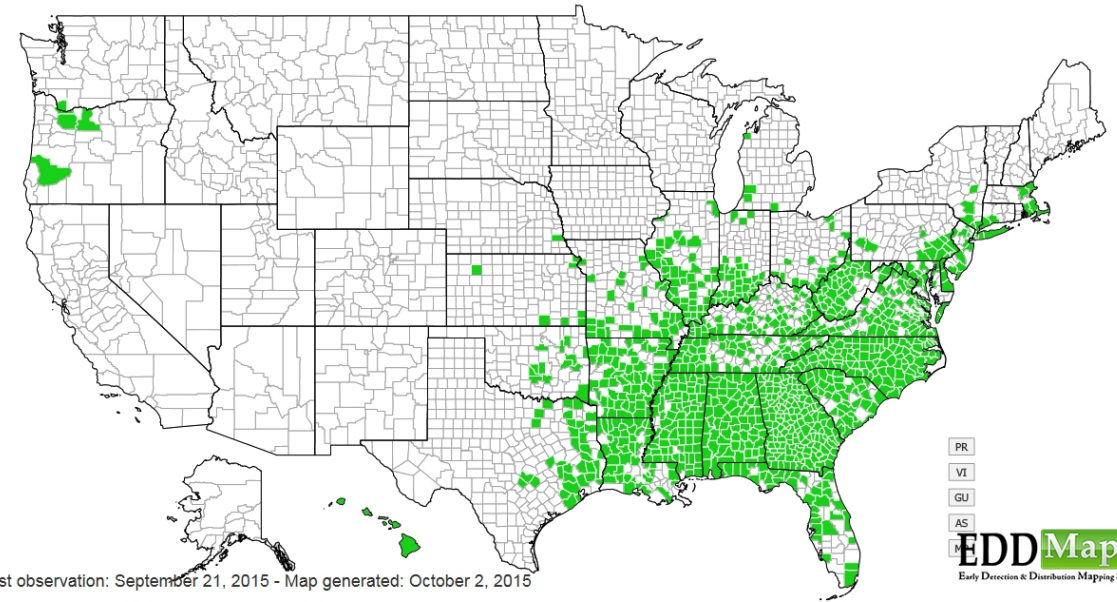 PR
VI
GU
AS
EDDMap
Early Detection & Distribution Mapping
st observation: September 21, 2015 - Map generated: October 2, 2015